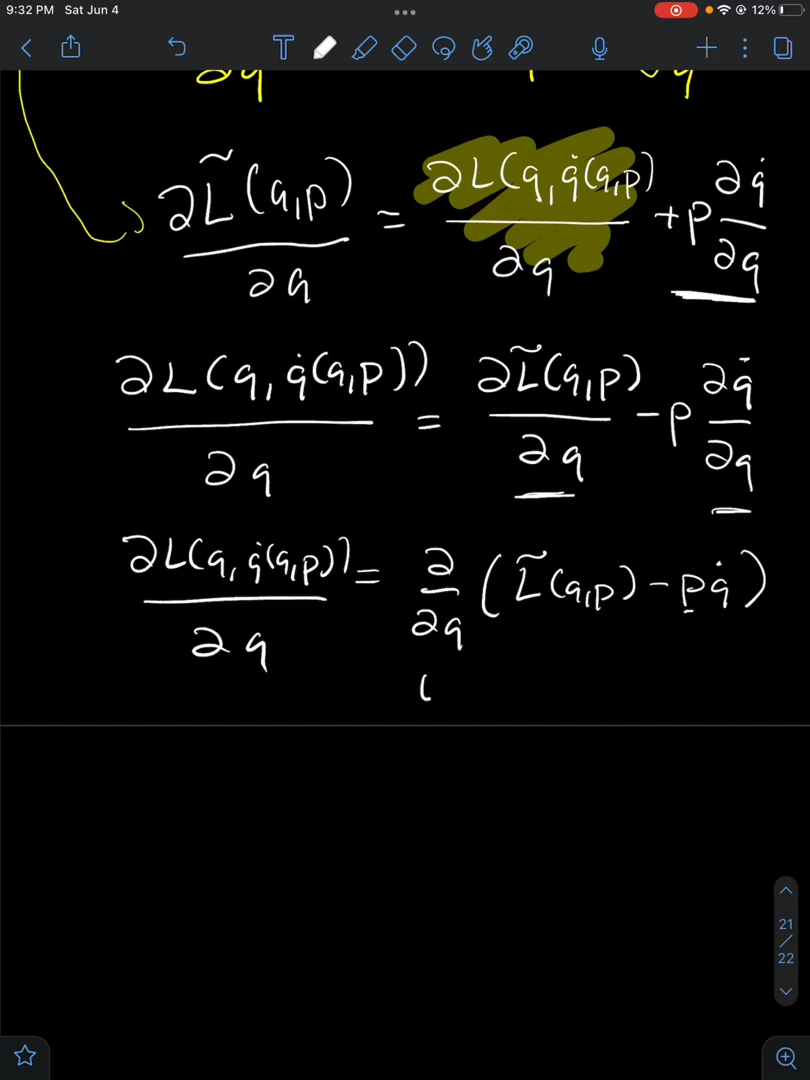 9:32 PM Sat Jun 4 12%
T
∂q
∂L̃(q,p)/∂q = ∂L(q, q̇(q,p)/∂q + p ∂q̇/∂q
∂L(q, q̇(q,p))/∂q = ∂L̃(q,p)/∂q - p ∂q̇/∂q
∂L(q, q̇(q,p))/∂q = ∂/∂q (L̃(q,p) - pq̇)
(
21
/
22